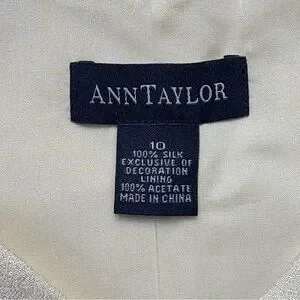 ANNTAYLOR
10
100% SILK
EXCLUSIVE OF
DECORATION
LINING
100% ACETATE
MADE IN CHINA